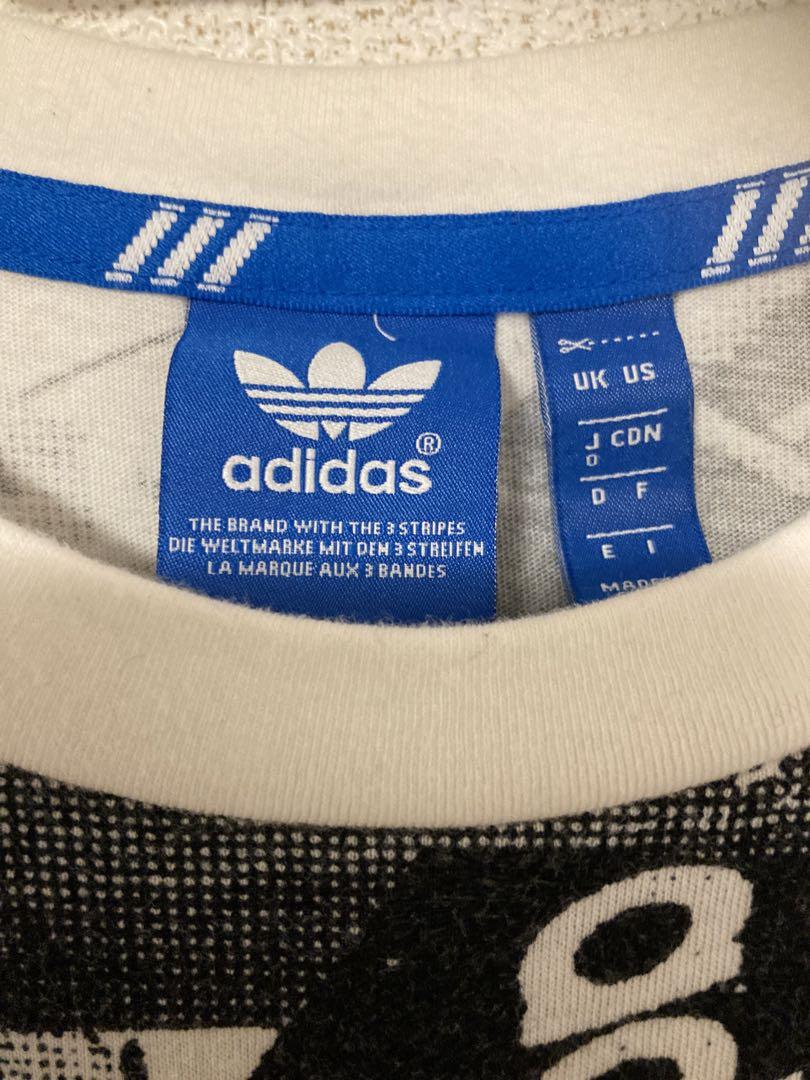 adidas®
THE BRAND WITH THE 3 STRIPES
DIE WELTMARKE MIT DEN 3 STREIFEN
LA MARQUE AUX 3 BANDES
UK US
J/O CDN
D F
E I
MADE